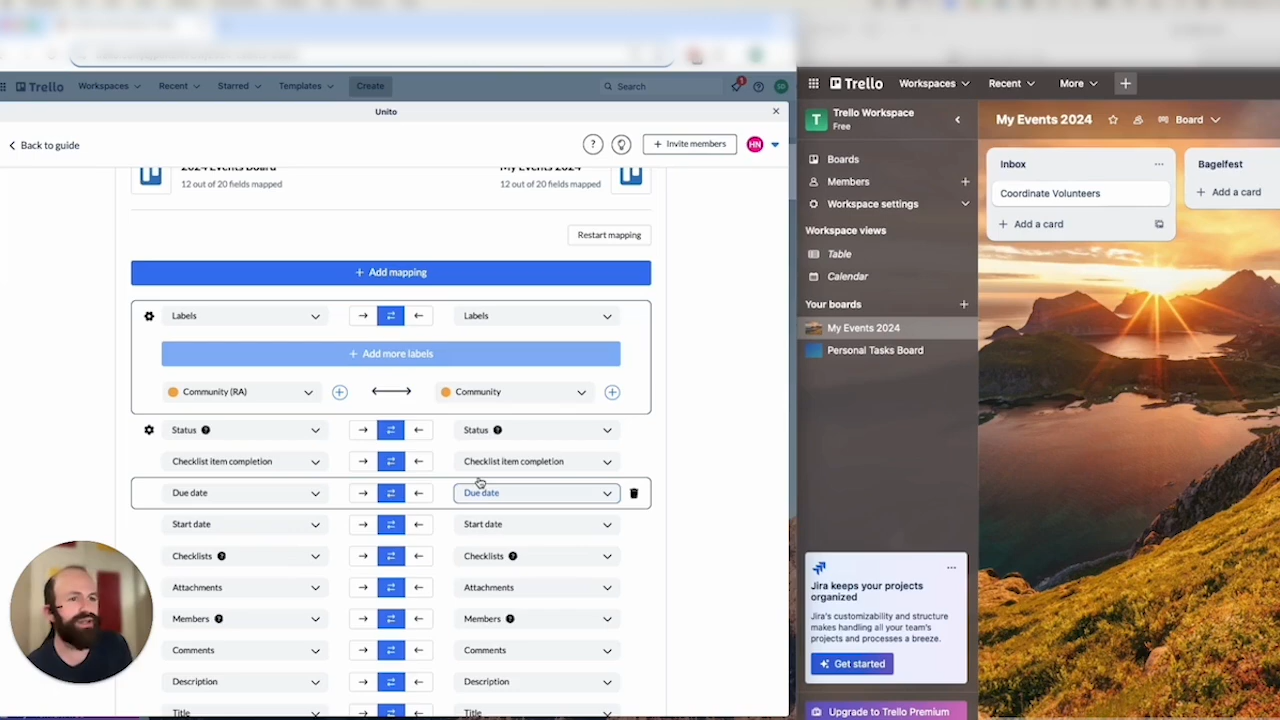 Trello
Workspaces
Recent
Starred
Templates
Create
Search
1
SD
Unito
Back to guide
?
+ Invite members
HN
2024 Events Board
12 out of 20 fields mapped
My Events 2024
12 out of 20 fields mapped
Restart mapping
+ Add mapping
Labels
Labels
+ Add more labels
Community (RA)
Community
Status
Status
Checklist item completion
Checklist item completion
Due date
Due date
Start date
Start date
Checklists
Checklists
Attachments
Attachments
Members
Members
Comments
Comments
Description
Description
Title
Title
Trello
Workspaces
Recent
More
+
T
Trello Workspace
Free
Boards
Members
Workspace settings
Workspace views
Table
Calendar
Your boards
My Events 2024
Personal Tasks Board
Jira keeps your projects
organized
Jira's customizability and structure
makes handling all your team's
projects and processes a breeze.
Get started
Upgrade to Trello Premium
My Events 2024
Board
Inbox
Coordinate Volunteers
+ Add a card
Bagelfest
+ Add a card